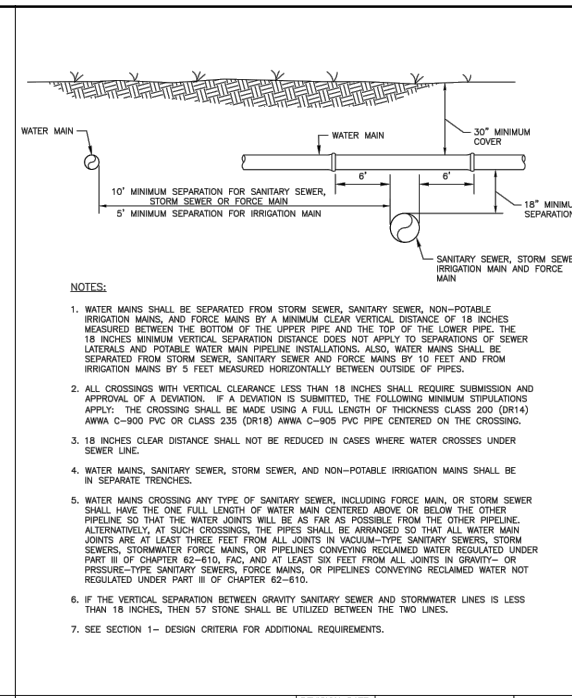 WATER MAIN
WATER MAIN
30" MINIMUM
COVER
6'
6'
10' MINIMUM SEPARATION FOR SANITARY SEWER,
STORM SEWER OR FORCE MAIN
5' MINIMUM SEPARATION FOR IRRIGATION MAIN
18" MINIMU
SEPARATION
SANITARY SEWER, STORM SEWE
IRRIGATION MAIN AND FORCE
MAIN
NOTES:
1. WATER MAINS SHALL BE SEPARATED FROM STORM SEWER, SANITARY SEWER, NON-POTABLE
IRRIGATION MAINS, AND FORCE MAINS BY A MINIMUM CLEAR VERTICAL DISTANCE OF 18 INCHES
MEASURED BETWEEN THE BOTTOM OF THE UPPER PIPE AND THE TOP OF THE LOWER PIPE. THE
18 INCHES MINIMUM VERTICAL SEPARATION DISTANCE DOES NOT APPLY TO SEPARATIONS OF SEWER
LATERALS AND POTABLE WATER MAIN PIPELINE INSTALLATIONS. ALSO, WATER MAINS SHALL BE
SEPARATED FROM STORM SEWER, SANITARY SEWER AND FORCE MAINS BY 10 FEET AND FROM
IRRIGATION MAINS BY 5 FEET MEASURED HORIZONTALLY BETWEEN OUTSIDE OF PIPES.
2. ALL CROSSINGS WITH VERTICAL CLEARANCE LESS THAN 18 INCHES SHALL REQUIRE SUBMISSION AND
APPROVAL OF A DEVIATION. IF A DEVIATION IS SUBMITTED, THE FOLLOWING MINIMUM STIPULATIONS
APPLY: THE CROSSING SHALL BE MADE USING A FULL LENGTH OF THICKNESS CLASS 200 (DR14)
AWWA C-900 PVC OR CLASS 235 (DR18) AWWA C-905 PVC PIPE CENTERED ON THE CROSSING.
3. 18 INCHES CLEAR DISTANCE SHALL NOT BE REDUCED IN CASES WHERE WATER CROSSES UNDER
SEWER LINE.
4. WATER MAINS, SANITARY SEWER, STORM SEWER, AND NON-POTABLE IRRIGATION MAINS SHALL BE
IN SEPARATE TRENCHES.
5. WATER MAINS CROSSING ANY TYPE OF SANITARY SEWER, INCLUDING FORCE MAIN, OR STORM SEWER
SHALL HAVE THE ONE FULL LENGTH OF WATER MAIN CENTERED ABOVE OR BELOW THE OTHER
PIPELINE SO THAT THE WATER JOINTS WILL BE AS FAR AS POSSIBLE FROM THE OTHER PIPELINE.
ALTERNATIVELY, AT SUCH CROSSINGS, THE PIPES SHALL BE ARRANGED SO THAT ALL WATER MAIN
JOINTS ARE AT LEAST THREE FEET FROM ALL JOINTS IN VACUUM-TYPE SANITARY SEWERS, STORM
SEWERS, STORMWATER FORCE MAINS, OR PIPELINES CONVEYING RECLAIMED WATER REGULATED UNDER
PART III OF CHAPTER 62-610, FAC, AND AT LEAST SIX FEET FROM ALL JOINTS IN GRAVITY- OR
PRSSURE-TYPE SANITARY SEWERS, FORCE MAINS, OR PIPELINES CONVEYING RECLAIMED WATER NOT
REGULATED UNDER PART III OF CHAPTER 62-610.
6. IF THE VERTICAL SEPARATION BETWEEN GRAVITY SANITARY SEWER AND STORMWATER LINES IS LESS
THAN 18 INCHES, THEN 57 STONE SHALL BE UTILIZED BETWEEN THE TWO LINES.
7. SEE SECTION 1- DESIGN CRITERIA FOR ADDITIONAL REQUIREMENTS.